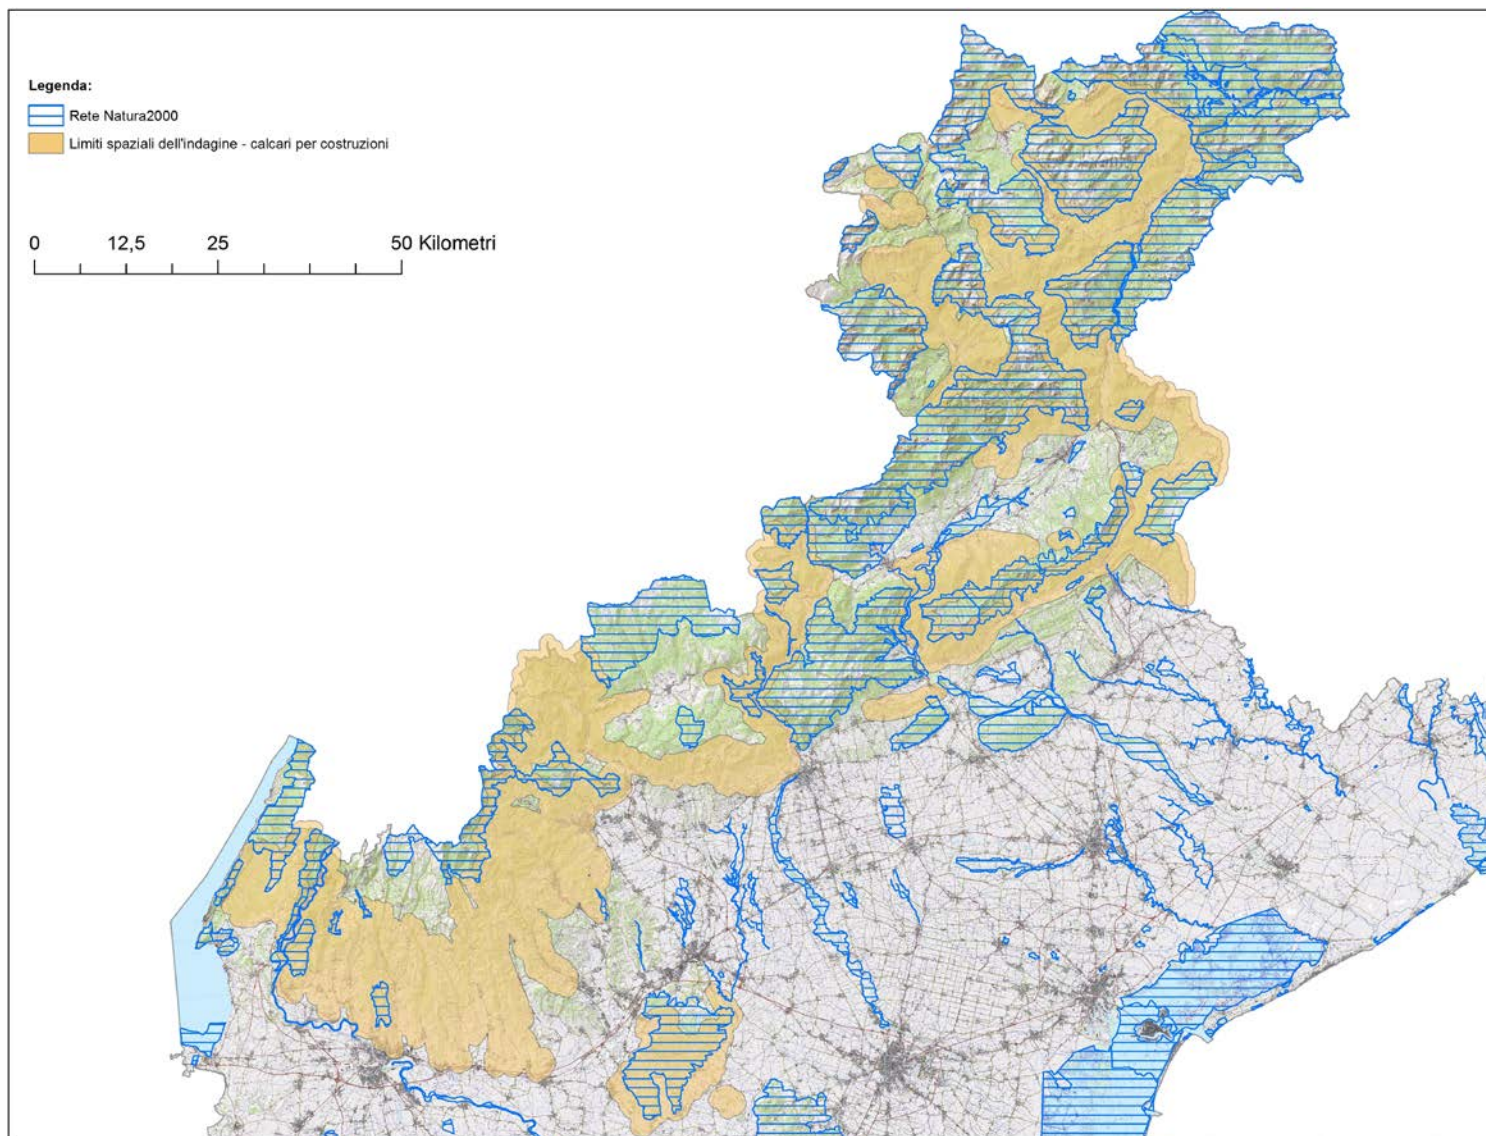 Legenda:
Rete Natura2000
Limiti spaziali dell'indagine - calcari per costruzioni
0 12,5 25 50 Kilometri